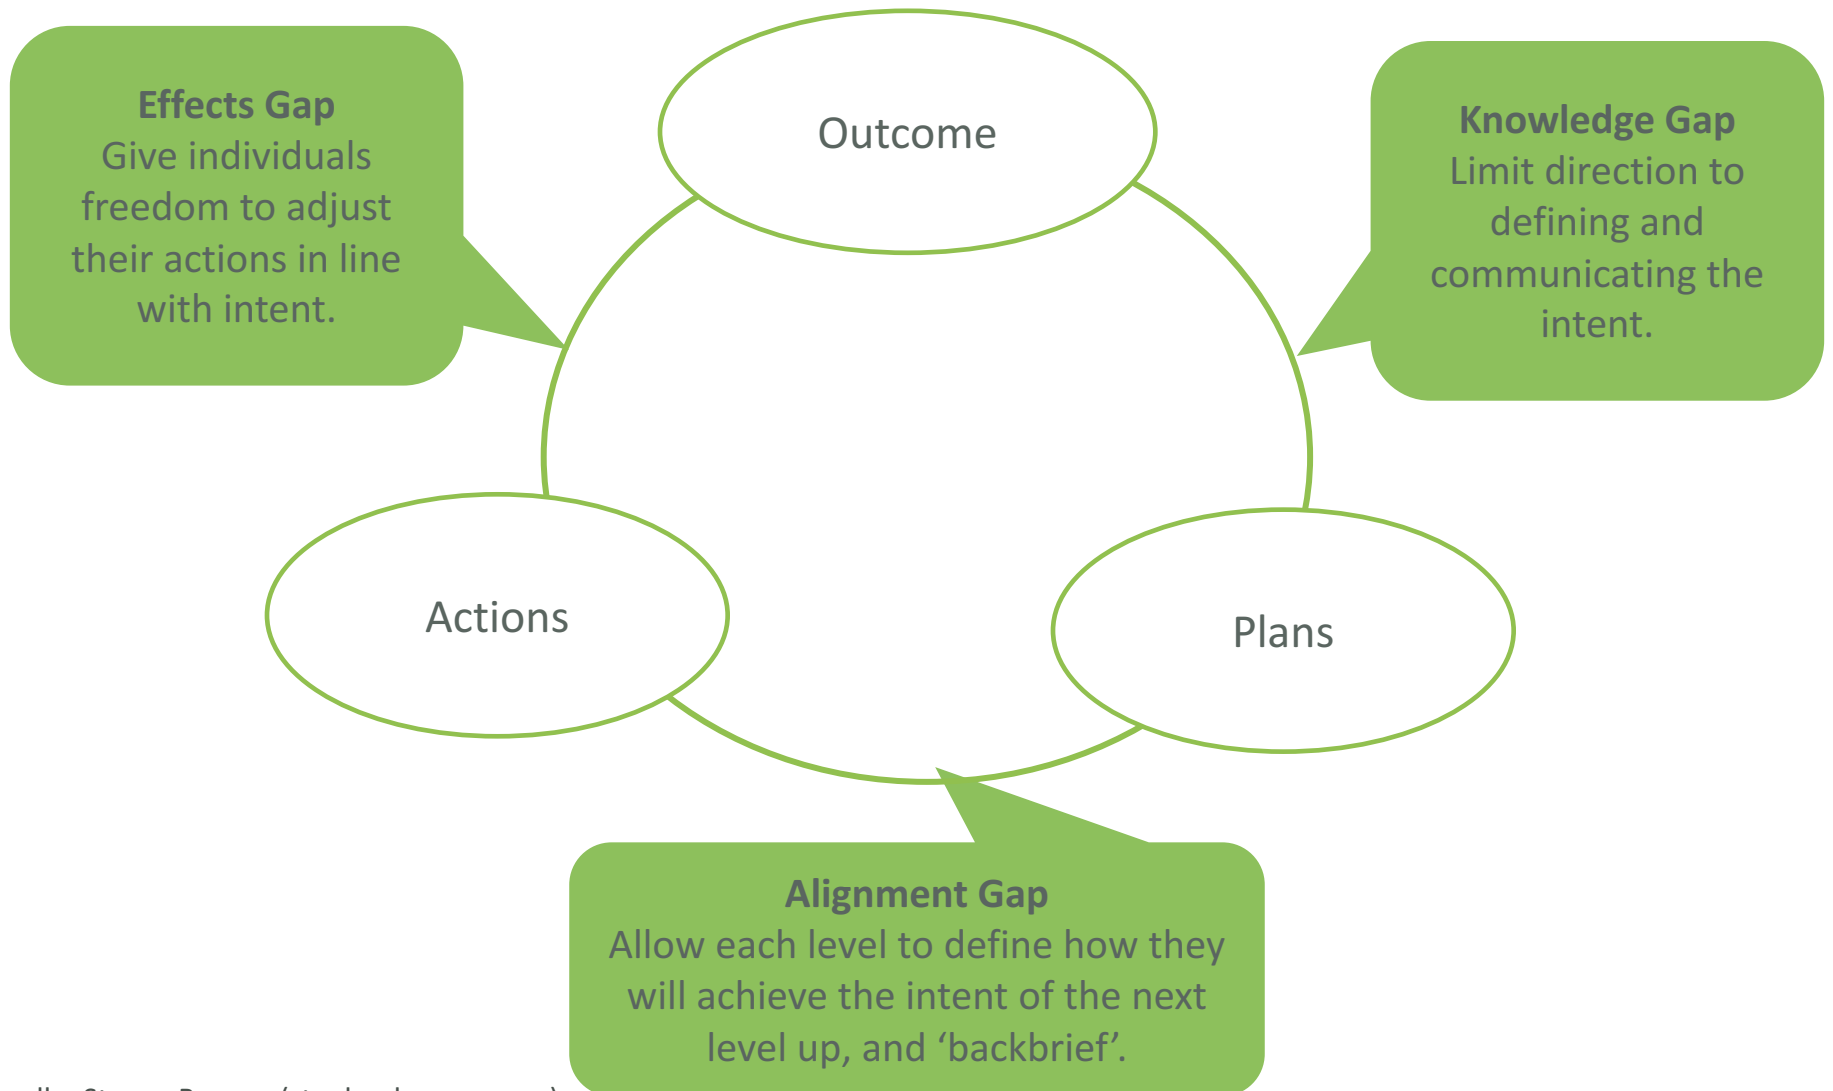 Effects Gap
Give individuals
freedom to adjust
their actions in line
with intent.
Outcome
Knowledge Gap
Limit direction to
defining and
communicating the
intent.
Actions
Plans
Alignment Gap
Allow each level to define how they
will achieve the intent of the next
level up, and ‘backbrief’.